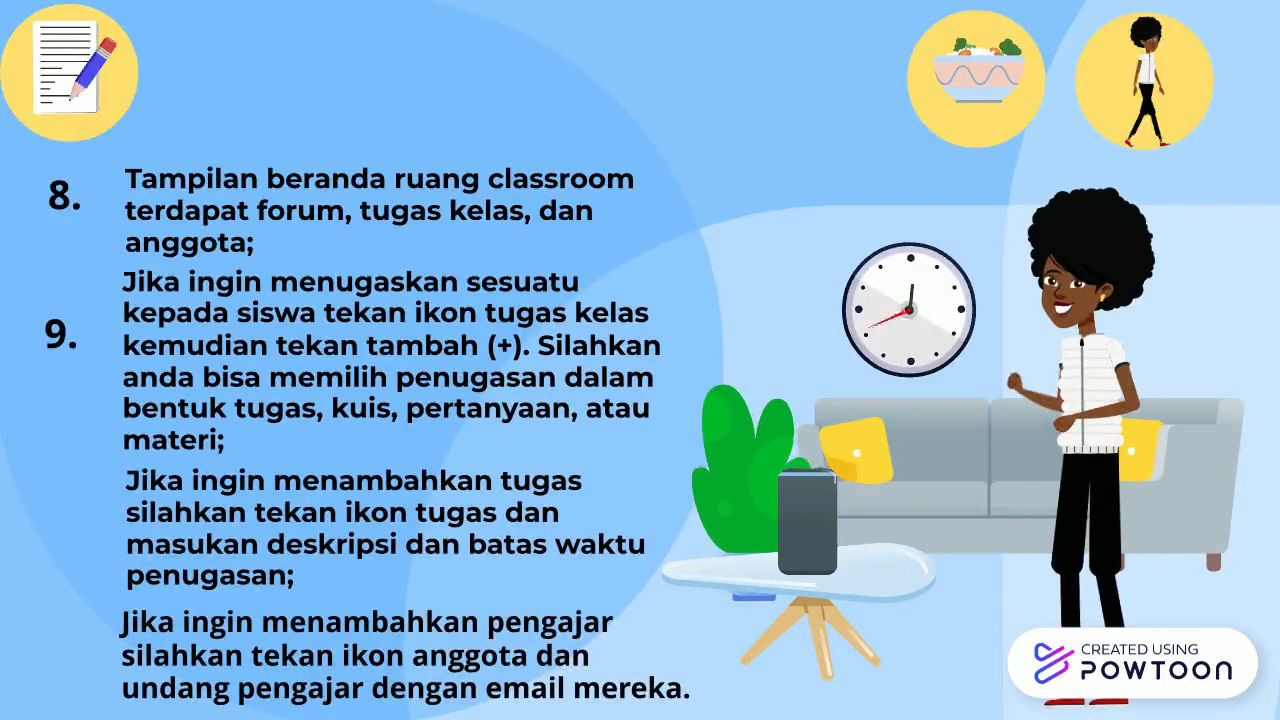 8.
Tampilan beranda ruang classroom
terdapat forum, tugas kelas, dan
anggota;
9.
Jika ingin menugaskan sesuatu
kepada siswa tekan ikon tugas kelas
kemudian tekan tambah (+). Silahkan
anda bisa memilih penugasan dalam
bentuk tugas, kuis, pertanyaan, atau
materi;
Jika ingin menambahkan tugas
silahkan tekan ikon tugas dan
masukan deskripsi dan batas waktu
penugasan;
Jika ingin menambahkan pengajar
silahkan tekan ikon anggota dan
undang pengajar dengan email mereka.
CREATED USING
POWTOON